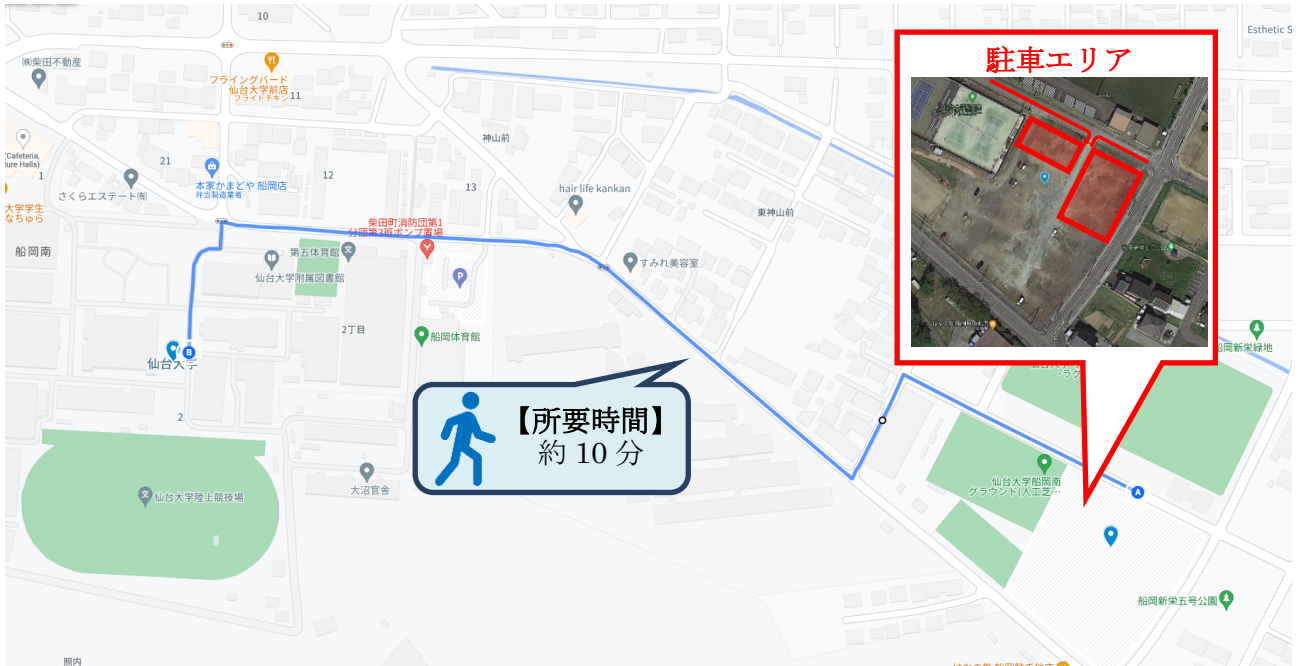 10
Esthetic S
㈱柴田不動産
フライングバード
仙台大学前店
フライドチキン
11
駐車エリア
神山前
(Cafeteria,
ture Halls)
1
21
本家かまどや 船岡店
弁当製造業者
12
13
hair life kankan
さくらエステート㈲
大学学生
なちゅら
東神山前
柴田町消防団第1
分団第3班ポンプ置場
船岡南
第五体育館
仙台大学附属図書館
P
すみれ美容室
2丁目
船岡体育館
船岡新栄緑地
仙台大学
B
2
【所要時間】
約 10 分
仙台大学陸上競技場
大沼官舎
仙台大学船岡南
グラウンド(人工芝…
A
船岡新栄五号公園
照内